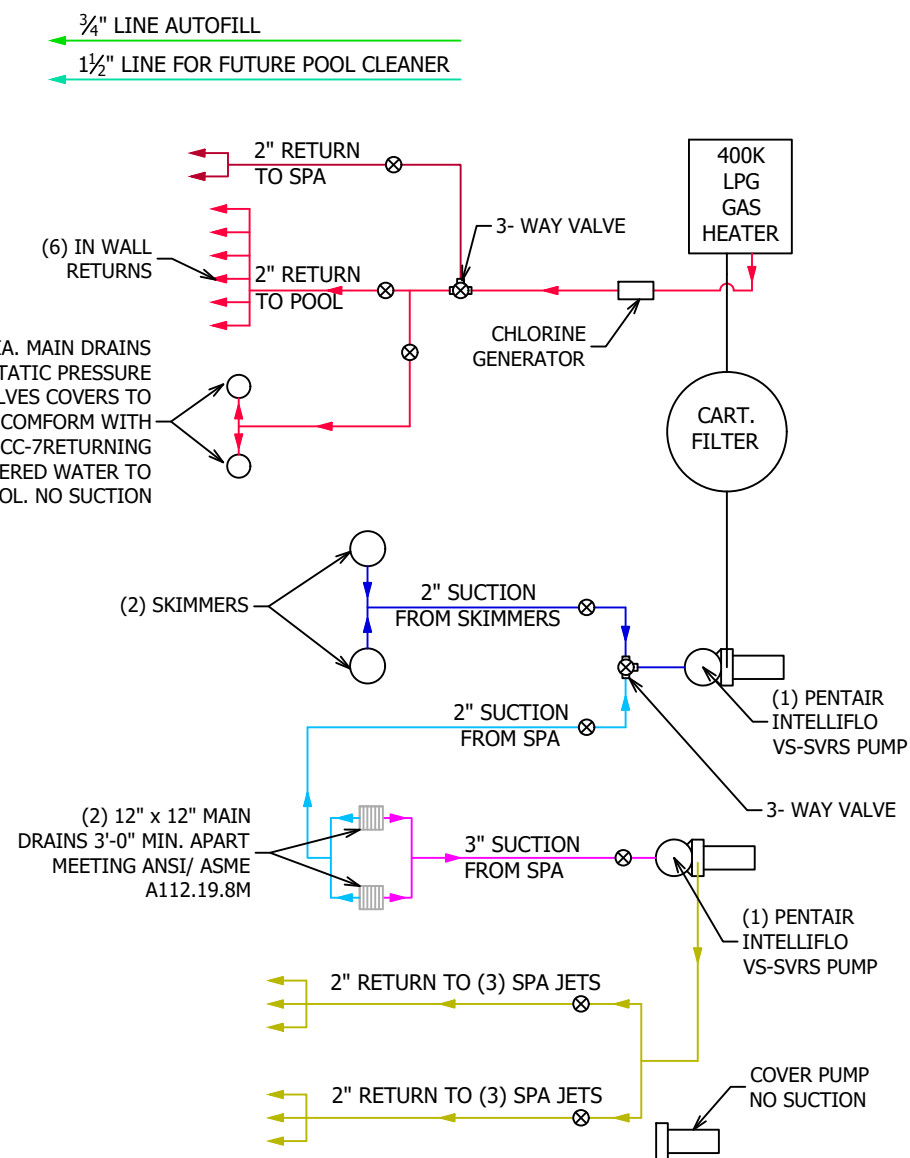 ¾" LINE AUTOFILL
1½" LINE FOR FUTURE POOL CLEANER
2" RETURN
TO SPA
400K
LPG
GAS
HEATER
3- WAY VALVE
(6) IN WALL
RETURNS
2" RETURN
TO POOL
CHLORINE
GENERATOR
MAIN DRAINS
PRESSURE
COVERS TO
COMFORM WITH
CC-7RETURNING
WATER TO
NO SUCTION
CART.
FILTER
(2) SKIMMERS
2" SUCTION
FROM SKIMMERS
(1) PENTAIR
INTELLIFLO
VS-SVRS PUMP
2" SUCTION
FROM SPA
3- WAY VALVE
(2) 12" x 12" MAIN
DRAINS 3'-0" MIN. APART
MEETING ANSI/ ASME
A112.19.8M
3" SUCTION
FROM SPA
(1) PENTAIR
INTELLIFLO
VS-SVRS PUMP
2" RETURN TO (3) SPA JETS
2" RETURN TO (3) SPA JETS
COVER PUMP
NO SUCTION